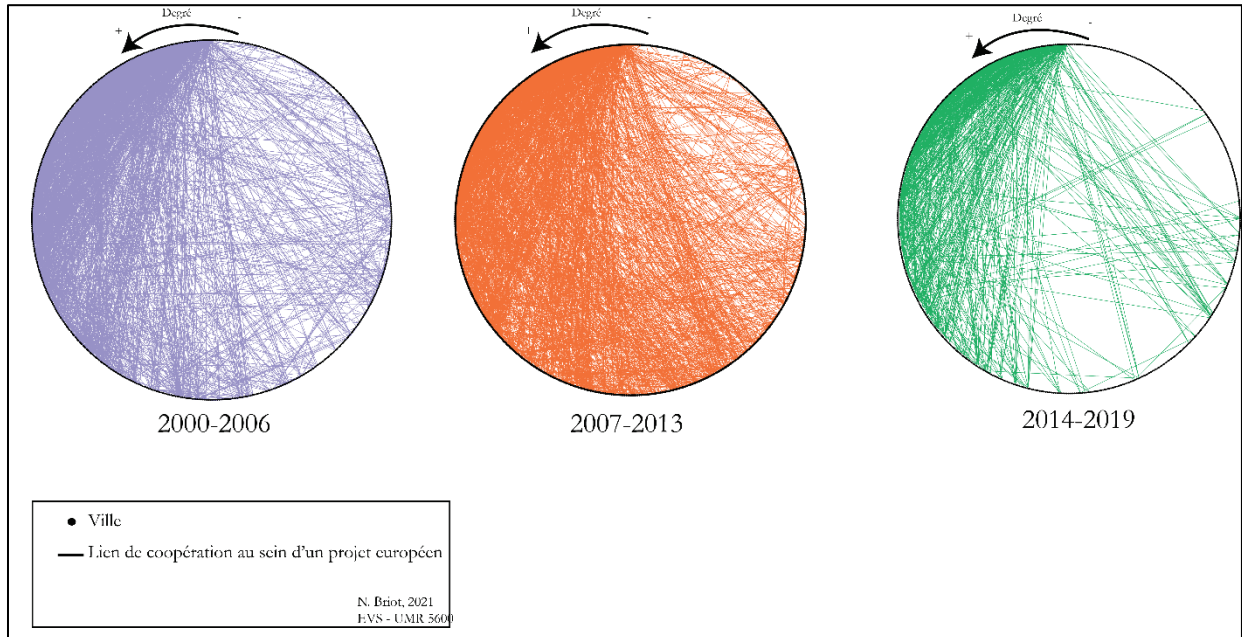 Degré
+ -
Degré
+ -
Degré
+ -
2000-2006
2007-2013
2014-2019
Ville
Lien de coopération au sein d'un projet européen
N. Briot, 2021
EVS - UMR 5600